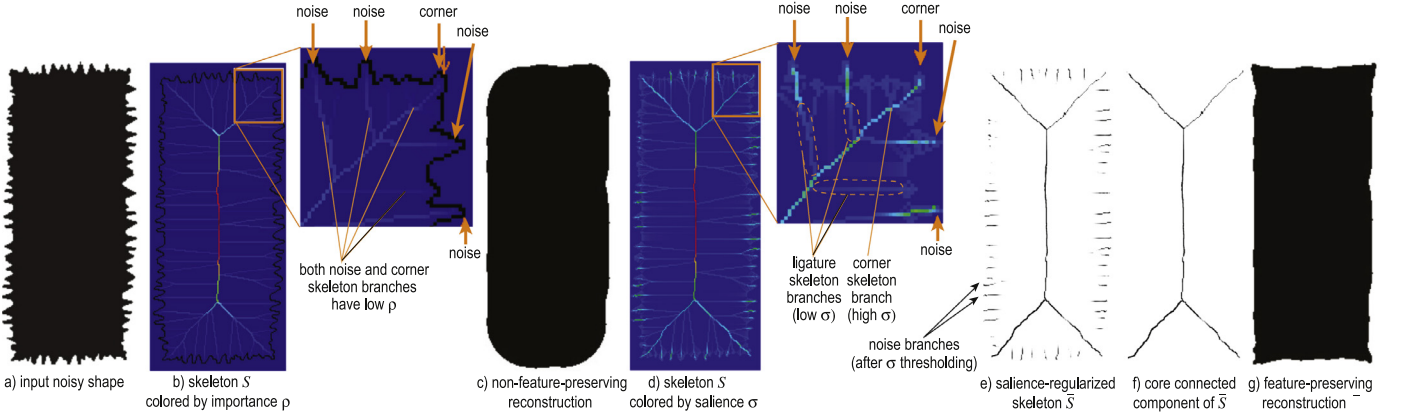 noise
noise
corner
noise
noise
both noise and corner
skeleton branches
have low ρ
noise
noise
corner
noise
noise
ligature
skeleton
branches
(low σ)
corner
skeleton
branch
(high σ)
noise branches
(after σ thresholding)
a) input noisy shape
b) skeleton S
colored by importance ρ
c) non-feature-preserving
reconstruction
d) skeleton S
colored by salience σ
e) salience-regularized
skeleton S̅
f) core connected
component of S̅
g) feature-preserving
reconstruction ¯